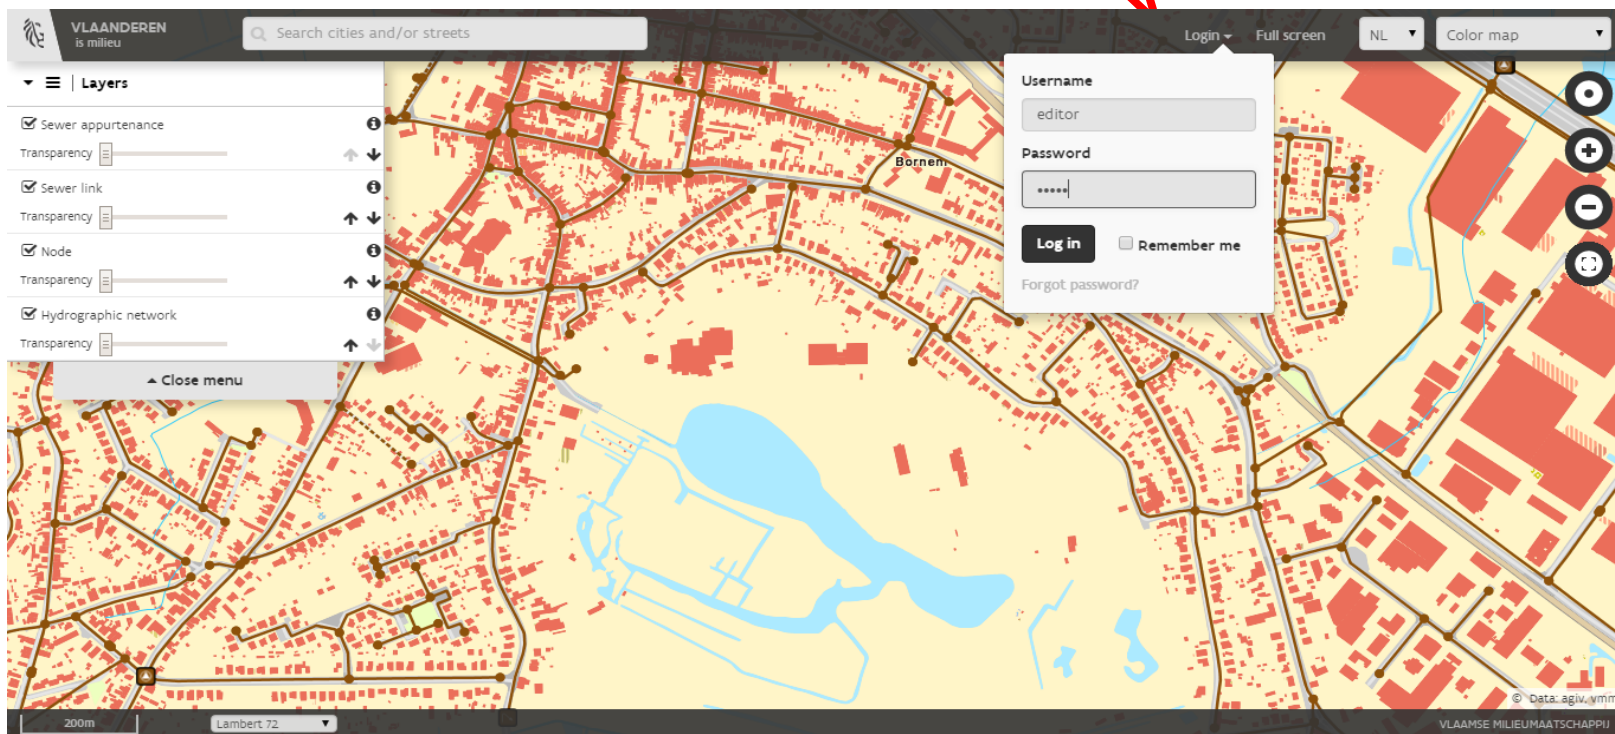 VLAANDEREN
is milieu
Search cities and/or streets
Login
Full screen
NL
Color map
Layers
Sewer appurtenance
Transparency
Sewer link
Transparency
Node
Transparency
Hydrographic network
Transparency
Close menu
Username
editor
Password
•••••
Log in
Remember me
Forgot password?
Bornem
© Data: agiv, vmm
200m
Lambert 72
VLAAMSE MILIEUMAATSCHAPPIJ